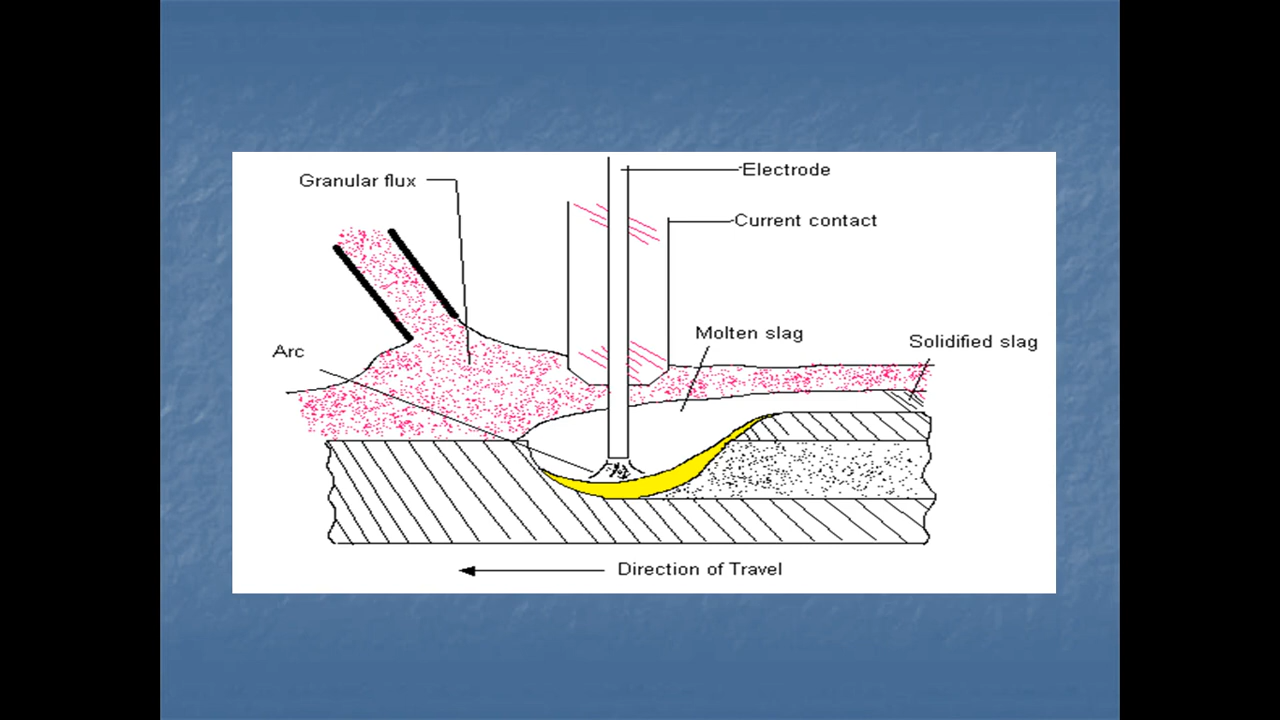 Electrode
Granular flux
Current contact
Molten slag
Solidified slag
Arc
Direction of Travel